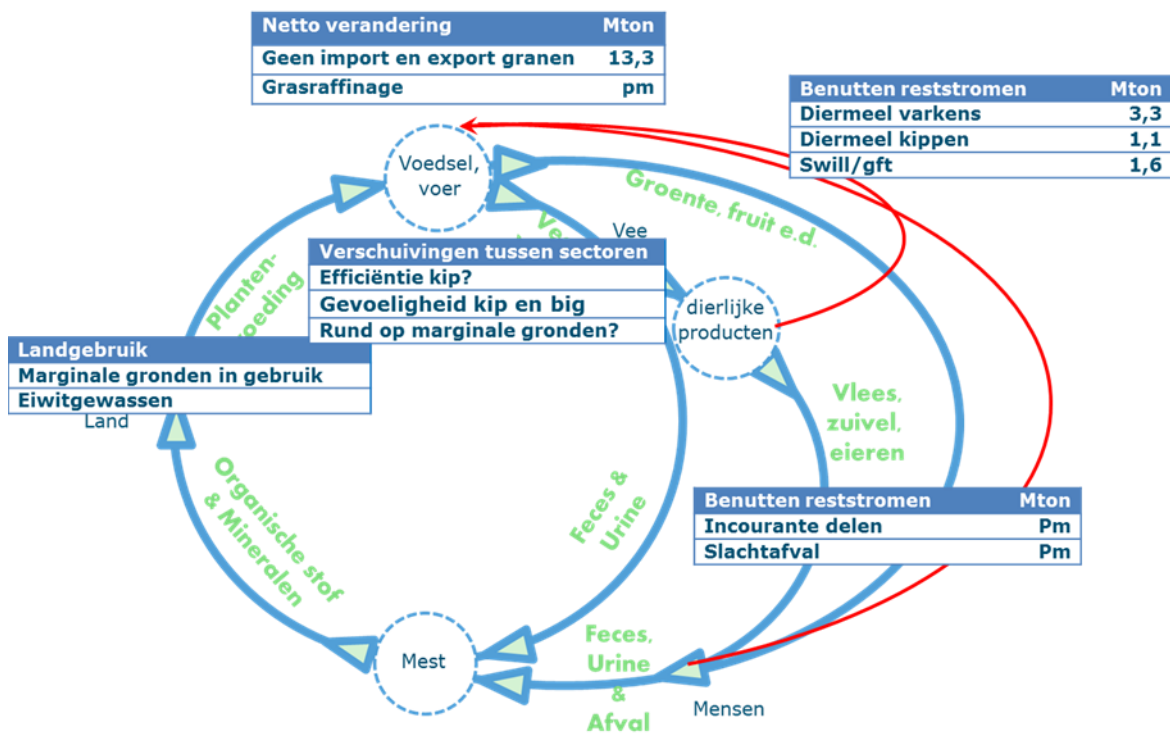 Netto verandering Mton
Geen import en export granen 13,3
Grasraffinage pm
Benutten reststromen Mton
Diermeel varkens 3,3
Diermeel kippen 1,1
Swill/gft 1,6
Voedsel,
voer
Groente, fruit e.d.
Vee
Verschuivingen tussen sectoren
Efficiëntie kip?
Gevoeligheid kip en big
Rund op marginale gronden?
dierlijke
producten
Planten-
Landgebruik
Marginale gronden in gebruik
Eiwitgewassen
Land
Vlees,
zuivel,
eieren
Organische stof
& Mineralen
Feces &
Urine
Benutten reststromen Mton
Incourante delen Pm
Slachtafval Pm
Mest
Feces,
Urine
&
Afval
Mensen